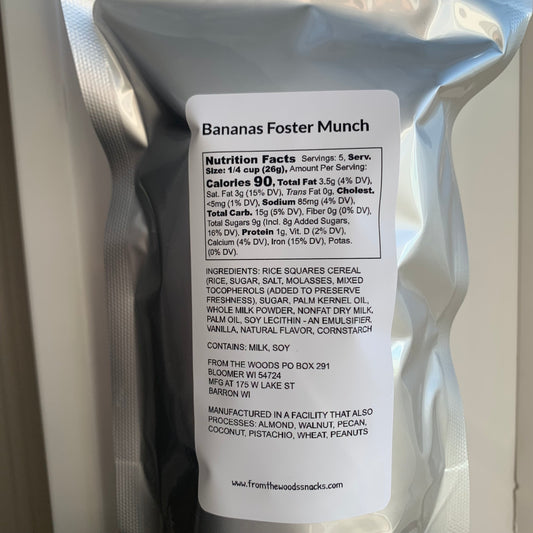 Bananas Foster Munch
Nutrition Facts Servings: 5, Serv.
Size: 1/4 cup (26g), Amount Per Serving:
Calories 90, Total Fat 3.5g (4% DV),
Sat. Fat 3g (15% DV), Trans Fat 0g, Cholest.
<5mg (1% DV), Sodium 85mg (4% DV),
Total Carb. 15g (5% DV), Fiber 0g (0% DV),
Total Sugars 9g (Incl. 8g Added Sugars,
16% DV), Protein 1g, Vit. D (2% DV),
Calcium (4% DV), Iron (15% DV), Potas.
(0% DV).
INGREDIENTS: RICE SQUARES CEREAL
(RICE, SUGAR, SALT, MOLASSES, MIXED
TOCOPHEROLS (ADDED TO PRESERVE
FRESHNESS), SUGAR, PALM KERNEL OIL,
WHOLE MILK POWDER, NONFAT DRY MILK,
PALM OIL, SOY LECITHIN - AN EMULSIFIER,
VANILLA, NATURAL FLAVOR, CORNSTARCH
CONTAINS: MILK, SOY
FROM THE WOODS PO BOX 291
BLOOMER WI 54724
MFG AT 175 W LAKE ST
BARRON WI
MANUFACTURED IN A FACILITY THAT ALSO
PROCESSES: ALMOND, WALNUT, PECAN,
COCONUT, PISTACHIO, WHEAT, PEANUTS
www.fromthewoodssnacks.com